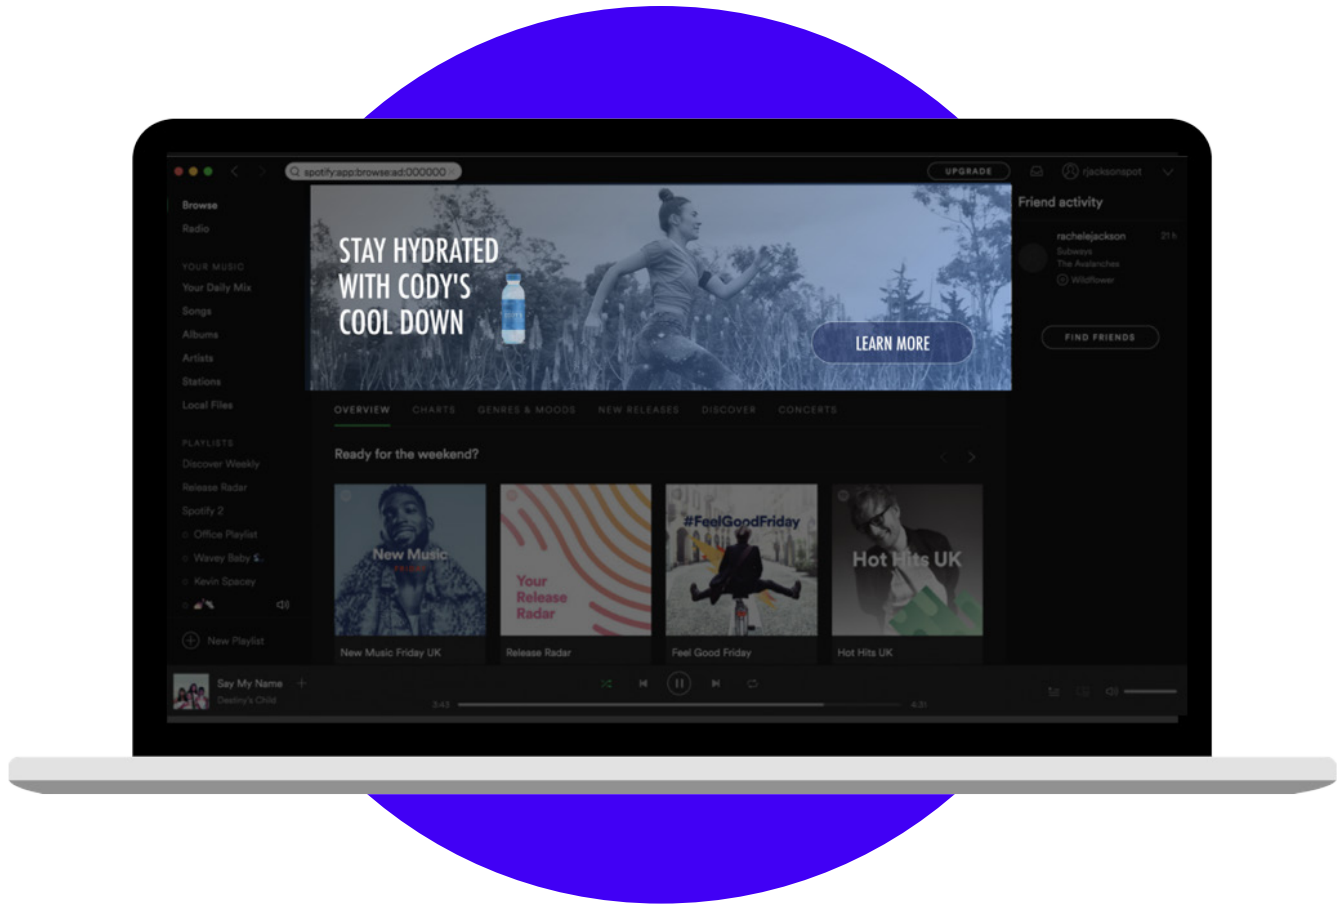 spotify:app:browse:ad:000000
UPGRADE
rjacksonspot
Browse
Radio
YOUR MUSIC
Your Daily Mix
Songs
Albums
Artists
Stations
Local Files
PLAYLISTS
Discover Weekly
Release Radar
Spotify 2
Office Playlist
Wavey Baby
Kevin Spacey
New Playlist
STAY HYDRATED
WITH CODY'S
COOL DOWN
LEARN MORE
OVERVIEW
CHARTS
GENRES & MOODS
NEW RELEASES
DISCOVER
CONCERTS
Ready for the weekend?
New Music
FRIDAY
Your
Release
Radar
#FeelGoodFriday
Hot Hits UK
New Music Friday UK
Release Radar
Feel Good Friday
Hot Hits UK
Friend activity
rachelejackson
21 h
Subways
The Avalanches
Wildflower
FIND FRIENDS
Say My Name
Destiny's Child
3:43
4:31